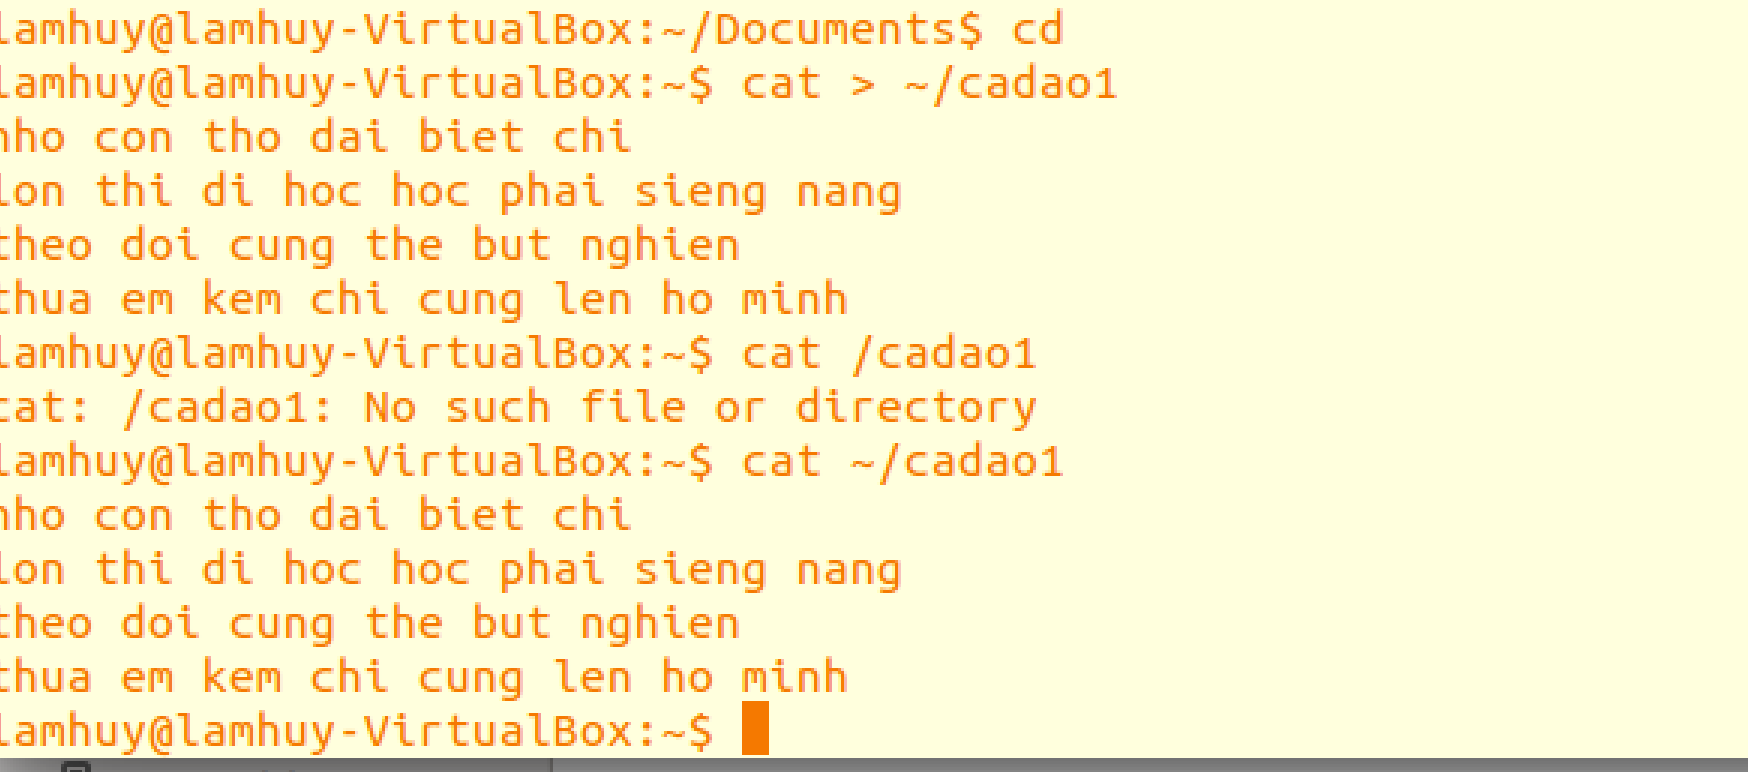 lamhuy@lamhuy-VirtualBox:~/Documents$ cd
lamhuy@lamhuy-VirtualBox:~$ cat > ~/cadao1
nho con tho dai biet chi
lon thi di hoc hoc phai sieng nang
theo doi cung the but nghien
thua em kem chi cung len ho minh
lamhuy@lamhuy-VirtualBox:~$ cat /cadao1
cat: /cadao1: No such file or directory
lamhuy@lamhuy-VirtualBox:~$ cat ~/cadao1
nho con tho dai biet chi
lon thi di hoc hoc phai sieng nang
theo doi cung the but nghien
thua em kem chi cung len ho minh
lamhuy@lamhuy-VirtualBox:~$